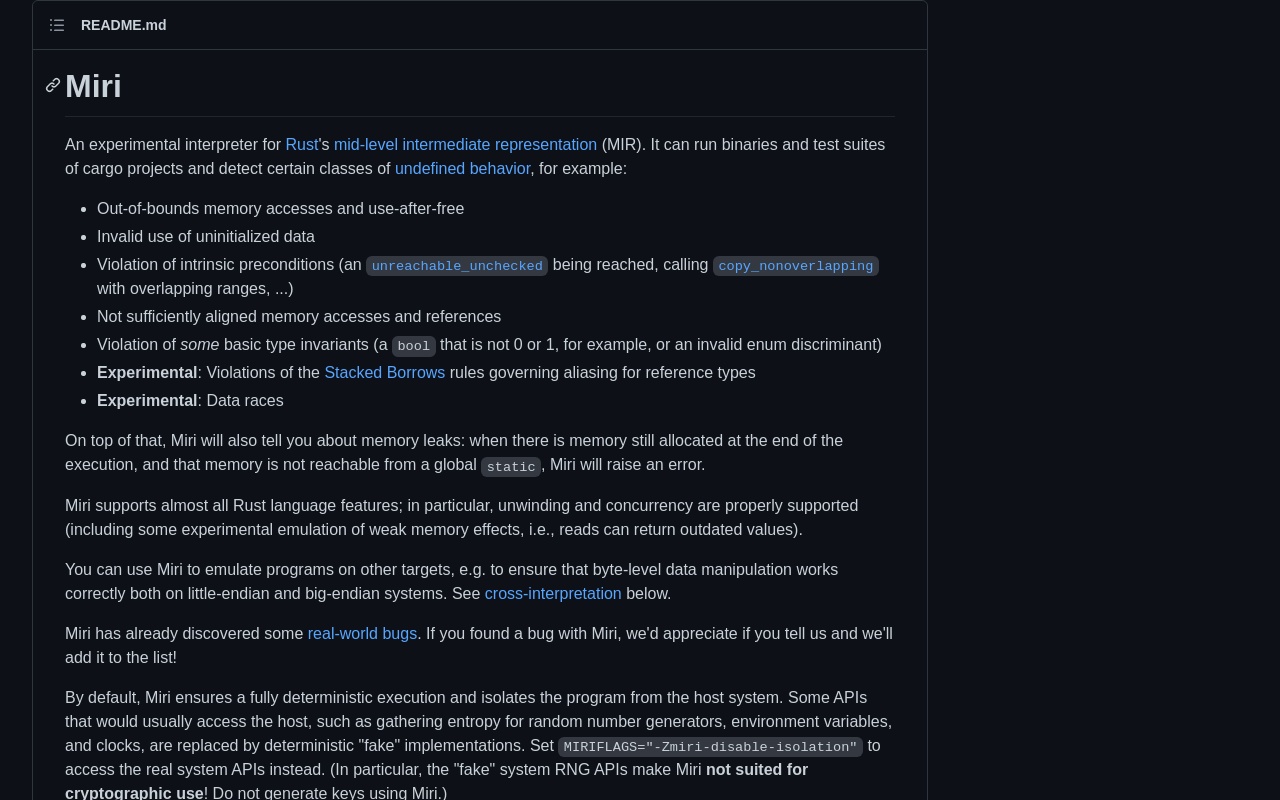 README.md
Miri
An experimental interpreter for Rust's mid-level intermediate representation (MIR). It can run binaries and test suites
of cargo projects and detect certain classes of undefined behavior, for example:
• Out-of-bounds memory accesses and use-after-free
• Invalid use of uninitialized data
• Violation of intrinsic preconditions (an unreachable_unchecked being reached, calling copy_nonoverlapping
with overlapping ranges, ...)
• Not sufficiently aligned memory accesses and references
• Violation of some basic type invariants (a bool that is not 0 or 1, for example, or an invalid enum discriminant)
• Experimental: Violations of the Stacked Borrows rules governing aliasing for reference types
• Experimental: Data races
On top of that, Miri will also tell you about memory leaks: when there is memory still allocated at the end of the
execution, and that memory is not reachable from a global static, Miri will raise an error.
Miri supports almost all Rust language features; in particular, unwinding and concurrency are properly supported
(including some experimental emulation of weak memory effects, i.e., reads can return outdated values).
You can use Miri to emulate programs on other targets, e.g. to ensure that byte-level data manipulation works
correctly both on little-endian and big-endian systems. See cross-interpretation below.
Miri has already discovered some real-world bugs. If you found a bug with Miri, we'd appreciate if you tell us and we'll
add it to the list!
By default, Miri ensures a fully deterministic execution and isolates the program from the host system. Some APIs
that would usually access the host, such as gathering entropy for random number generators, environment variables,
and clocks, are replaced by deterministic "fake" implementations. Set MIRIFLAGS="-Zmiri-disable-isolation" to
access the real system APIs instead. (In particular, the "fake" system RNG APIs make Miri not suited for
cryptographic use! Do not generate keys using Miri.)